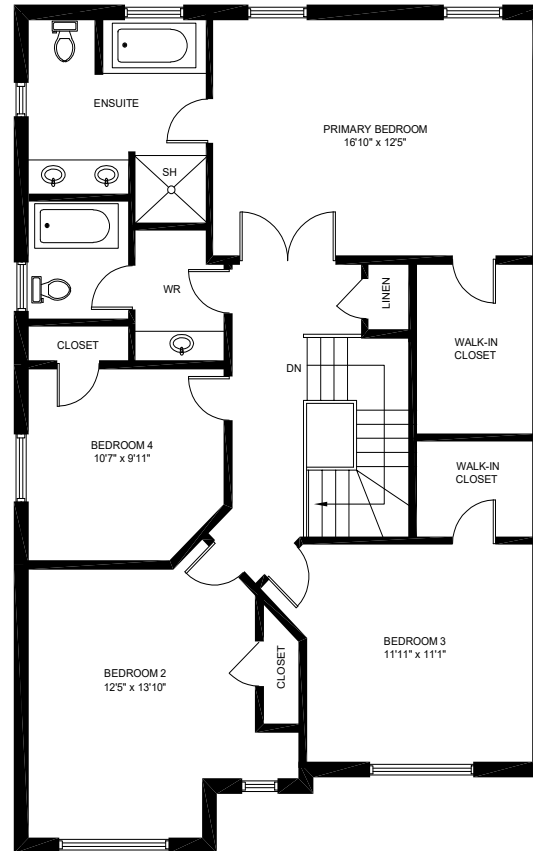 ENSUITE
PRIMARY BEDROOM
16'10" x 12'5"
SH
WR
LINEN
CLOSET
WALK-IN
CLOSET
DN
BEDROOM 4
10'7" x 9'11"
WALK-IN
CLOSET
BEDROOM 3
11'11" x 11'1"
BEDROOM 2
12'5" x 13'10"
CLOSET